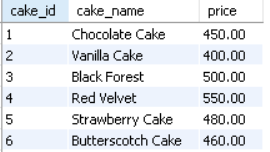 cake_id cake_name price
1 Chocolate Cake 450.00
2 Vanilla Cake 400.00
3 Black Forest 500.00
4 Red Velvet 550.00
5 Strawberry Cake 480.00
6 Butterscotch Cake 460.00